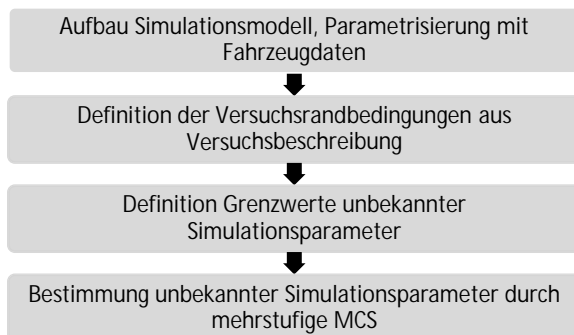 Aufbau Simulationsmodell, Parametrisierung mit
Fahrzeugdaten
Definition der Versuchsrandbedingungen aus
Versuchsbeschreibung
Definition Grenzwerte unbekannter
Simulationsparameter
Bestimmung unbekannter Simulationsparameter durch
mehrstufige MCS